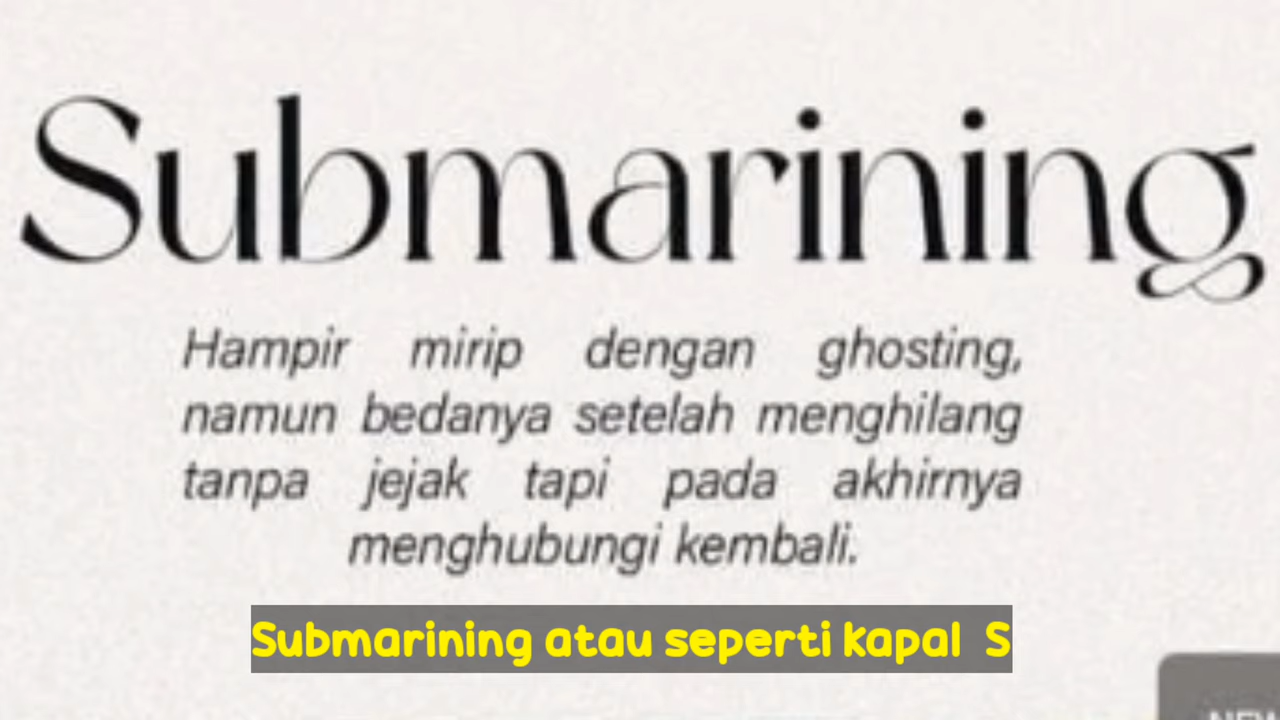 Submarining
Hampir mirip dengan ghosting,
namun bedanya setelah menghilang
tanpa jejak tapi pada akhirnya
menghubungi kembali.
Submarining atau seperti kapal S